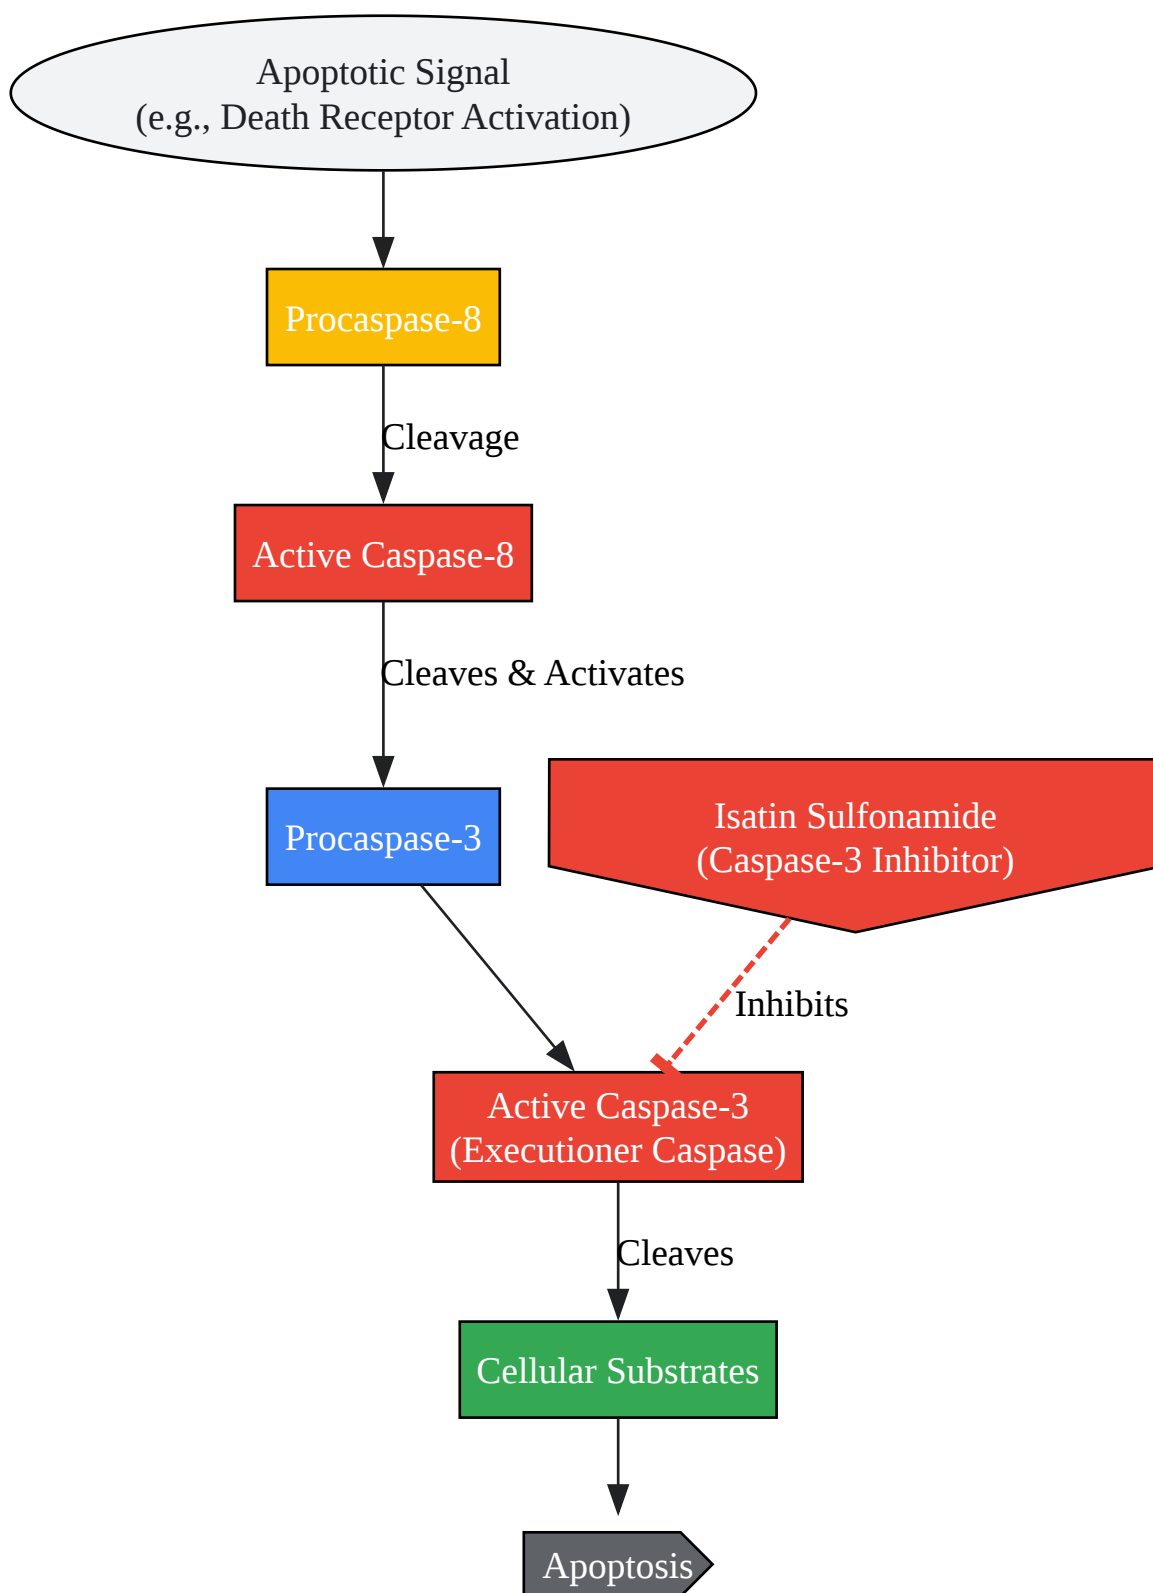 Apoptotic Signal
(e.g., Death Receptor Activation)
Procaspase-8
Cleavage
Active Caspase-8
Cleaves & Activates
Procaspase-3
Isatin Sulfonamide
(Caspase-3 Inhibitor)
Inhibits
Active Caspase-3
(Executioner Caspase)
Cleaves
Cellular Substrates
Apoptosis